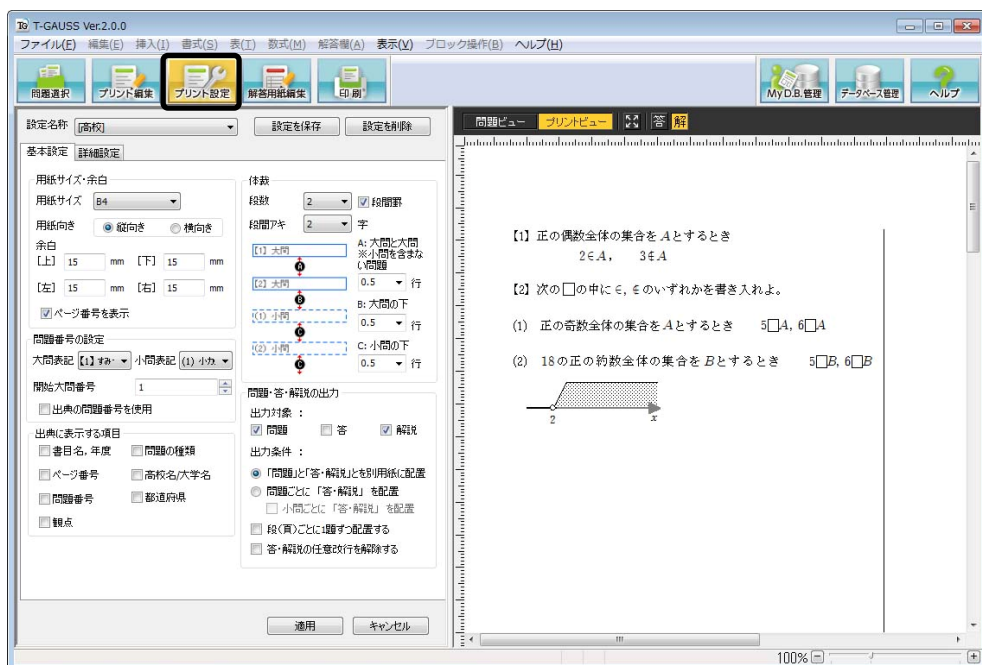 T-GAUSS Ver.2.0.0
ファイル(F) 編集(E) 挿入(I) 書式(S) 表(T) 数式(M) 解答欄(A) 表示(V) ブロック操作(B) ヘルプ(H)
問題選択 プリント編集 プリント設定 解答用紙編集 印刷 My D.B.管理 データベース管理 ヘルプ
設定名称 [高校] 設定を保存 設定を削除
問題ビュー プリントビュー 答 解
基本設定 詳細設定
用紙サイズ・余白
用紙サイズ B4
用紙向き 縦向き 横向き
余白
[上] 15 mm [下] 15 mm
[左] 15 mm [右] 15 mm
ページ番号を表示
問題番号の設定
大問表記 【1】すみ 小問表記 (1) 小カ
開始大問番号 1
出典の問題番号を使用
出典に表示する項目
書目名, 年度 問題の種類
ページ番号 高校名/大学名
問題番号 都道府県
観点
体裁
段数 2 段間罫
段間アキ 2 字
【1】大問
A
【2】大問
B
(1) 小問
C
(2) 小問
C
A: 大問と大問
※小問を含まな
い問題
0.5 行
B: 大問の下
0.5 行
C: 小問の下
0.5 行
問題・答・解説の出力
出力対象 :
問題 答 解説
出力条件 :
「問題」と「答・解説」とを別用紙に配置
問題ごとに「答・解説」を配置
小問ごとに「答・解説」を配置
段(頁)ごとに1題ずつ配置する
答・解説の任意改行を解除する
適用 キャンセル
【1】 正の偶数全体の集合を A とするとき
2∈A, 3∉A
【2】 次の□の中に∈, ∉のいずれかを書き入れよ。
(1) 正の奇数全体の集合を A とするとき 5□A, 6□A
(2) 18の正の約数全体の集合を B とするとき 5□B, 6□B
2 x
100%